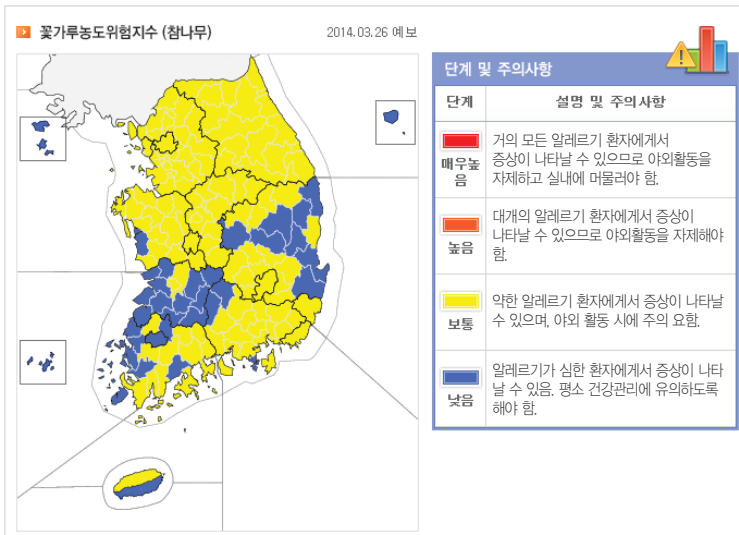 꽃가루농도위험지수 (참나무)
2014.03.26 예보
단계 및 주의사항
단계
설명 및 주의사항
매우높
음
거의 모든 알레르기 환자에게서
증상이 나타날 수 있으므로 야외활동을
자제하고 실내에 머물러야 함.
높음
대개의 알레르기 환자에게서 증상이
나타날 수 있으므로 야외활동을 자제해야
함.
보통
약한 알레르기 환자에게서 증상이 나타날
수 있으며, 야외 활동 시에 주의 요함.
낮음
알레르기가 심한 환자에게서 증상이 나타
날 수 있음. 평소 건강관리에 유의하도록
해야 함.